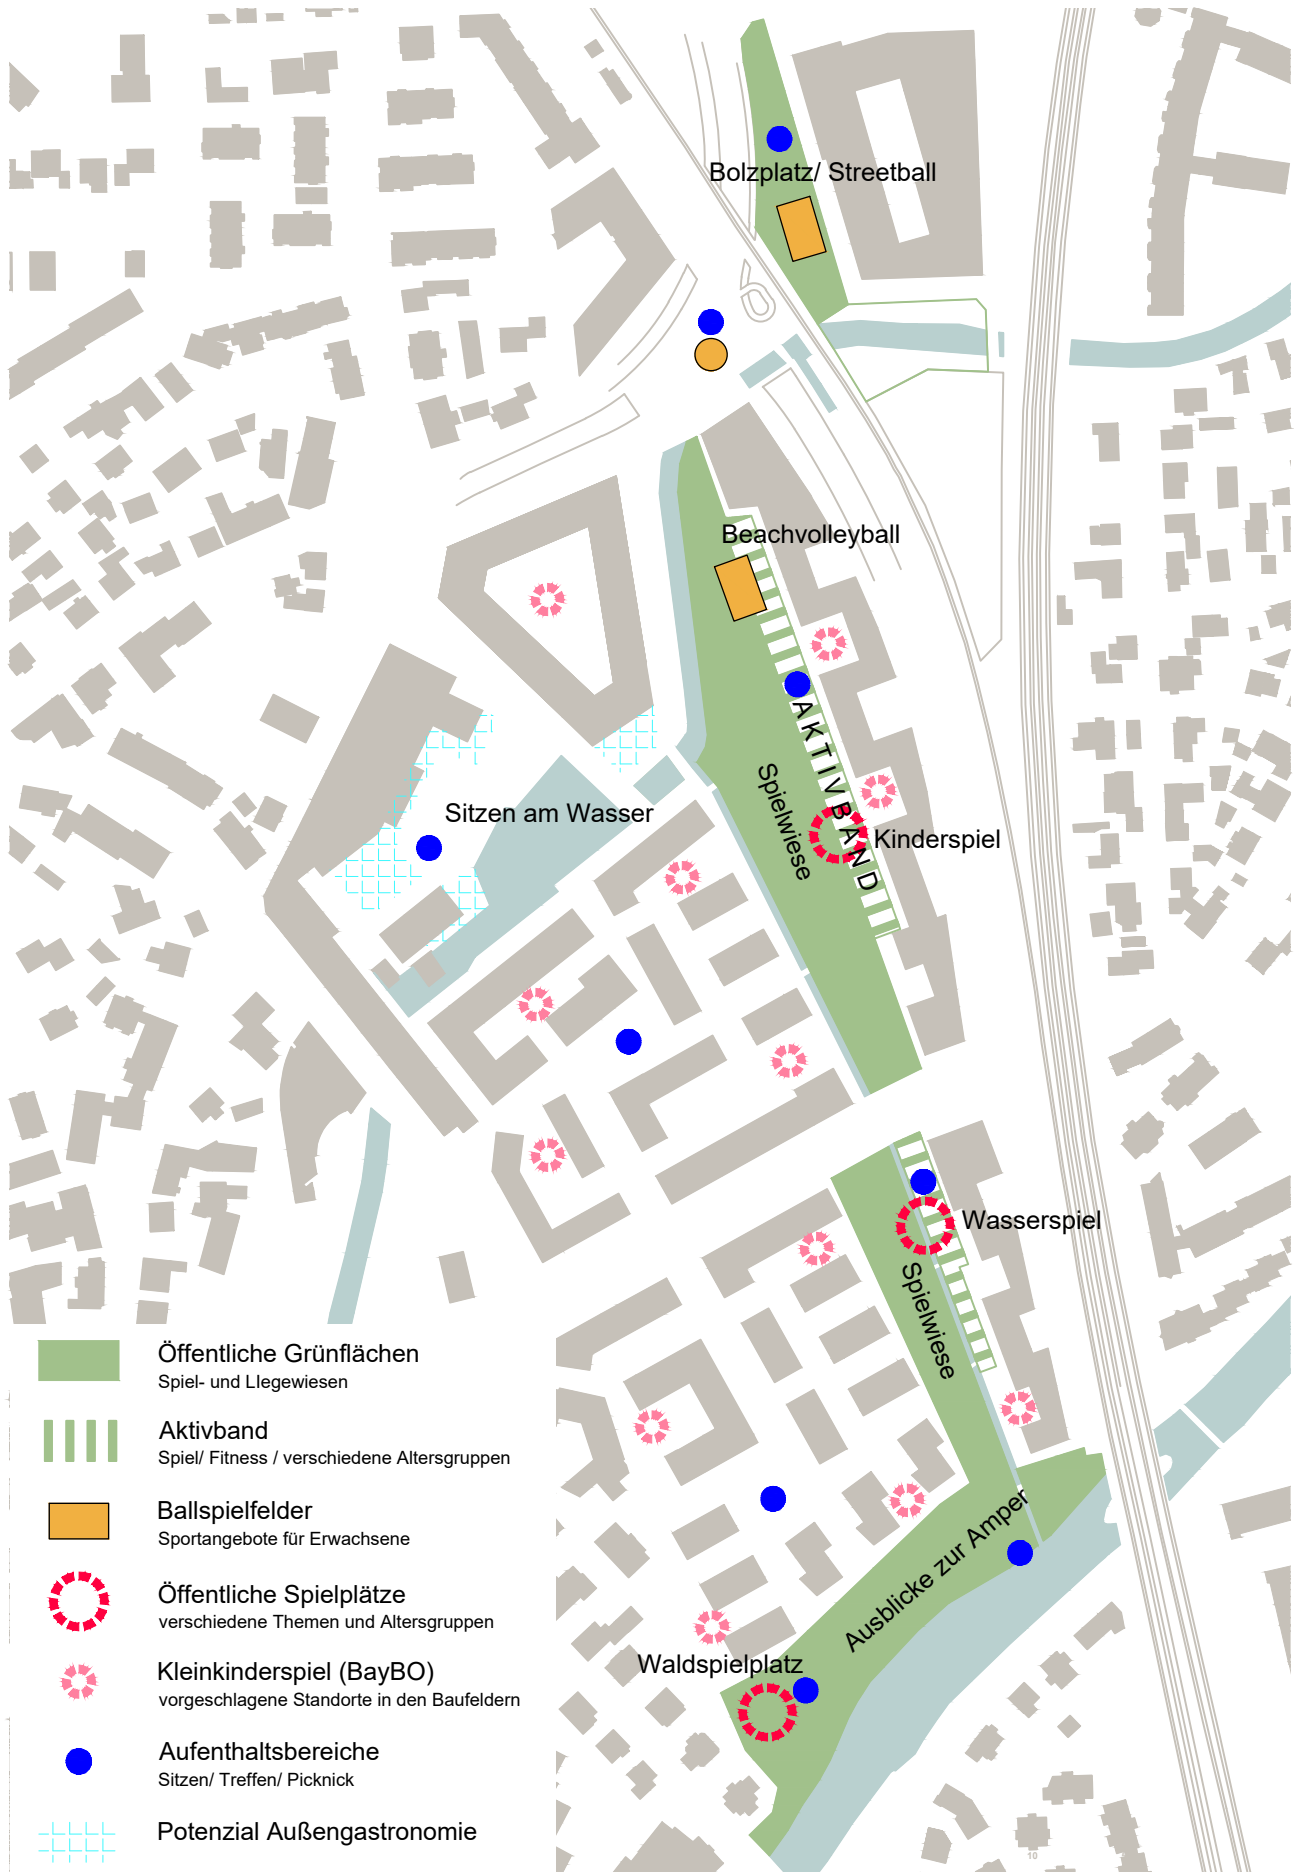 Bolzplatz/ Streetball
Beachvolleyball
AKTIVBAND
Spielwiese
Sitzen am Wasser
Kinderspiel
Wasserspiel
Spielwiese
Ausblicke zur Amper
Waldspielplatz
Öffentliche Grünflächen
Spiel- und LIegewiesen
Aktivband
Spiel/ Fitness / verschiedene Altersgruppen
Ballspielfelder
Sportangebote für Erwachsene
Öffentliche Spielplätze
verschiedene Themen und Altersgruppen
Kleinkinderspiel (BayBO)
vorgeschlagene Standorte in den Baufeldern
Aufenthaltsbereiche
Sitzen/ Treffen/ Picknick
Potenzial Außengastronomie
10